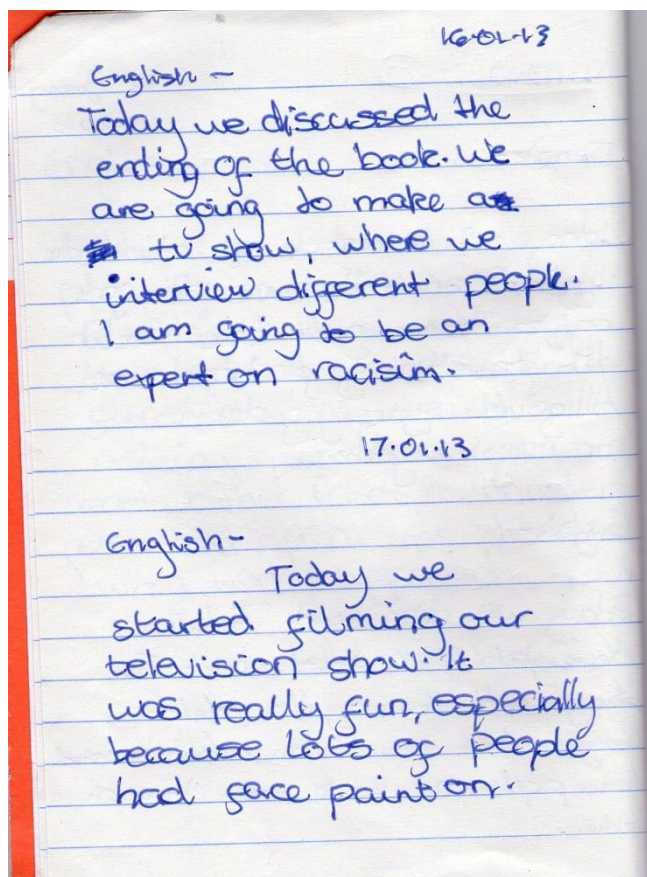 16.01.13
English -
Today we discussed the
ending of the book. We
are going to make a
tv show, where we
interview different people.
I am going to be an
expert on racisim.
17.01.13
English -
Today we
started filming our
television show. It
was really fun, especially
because lots of people
had face paint on.